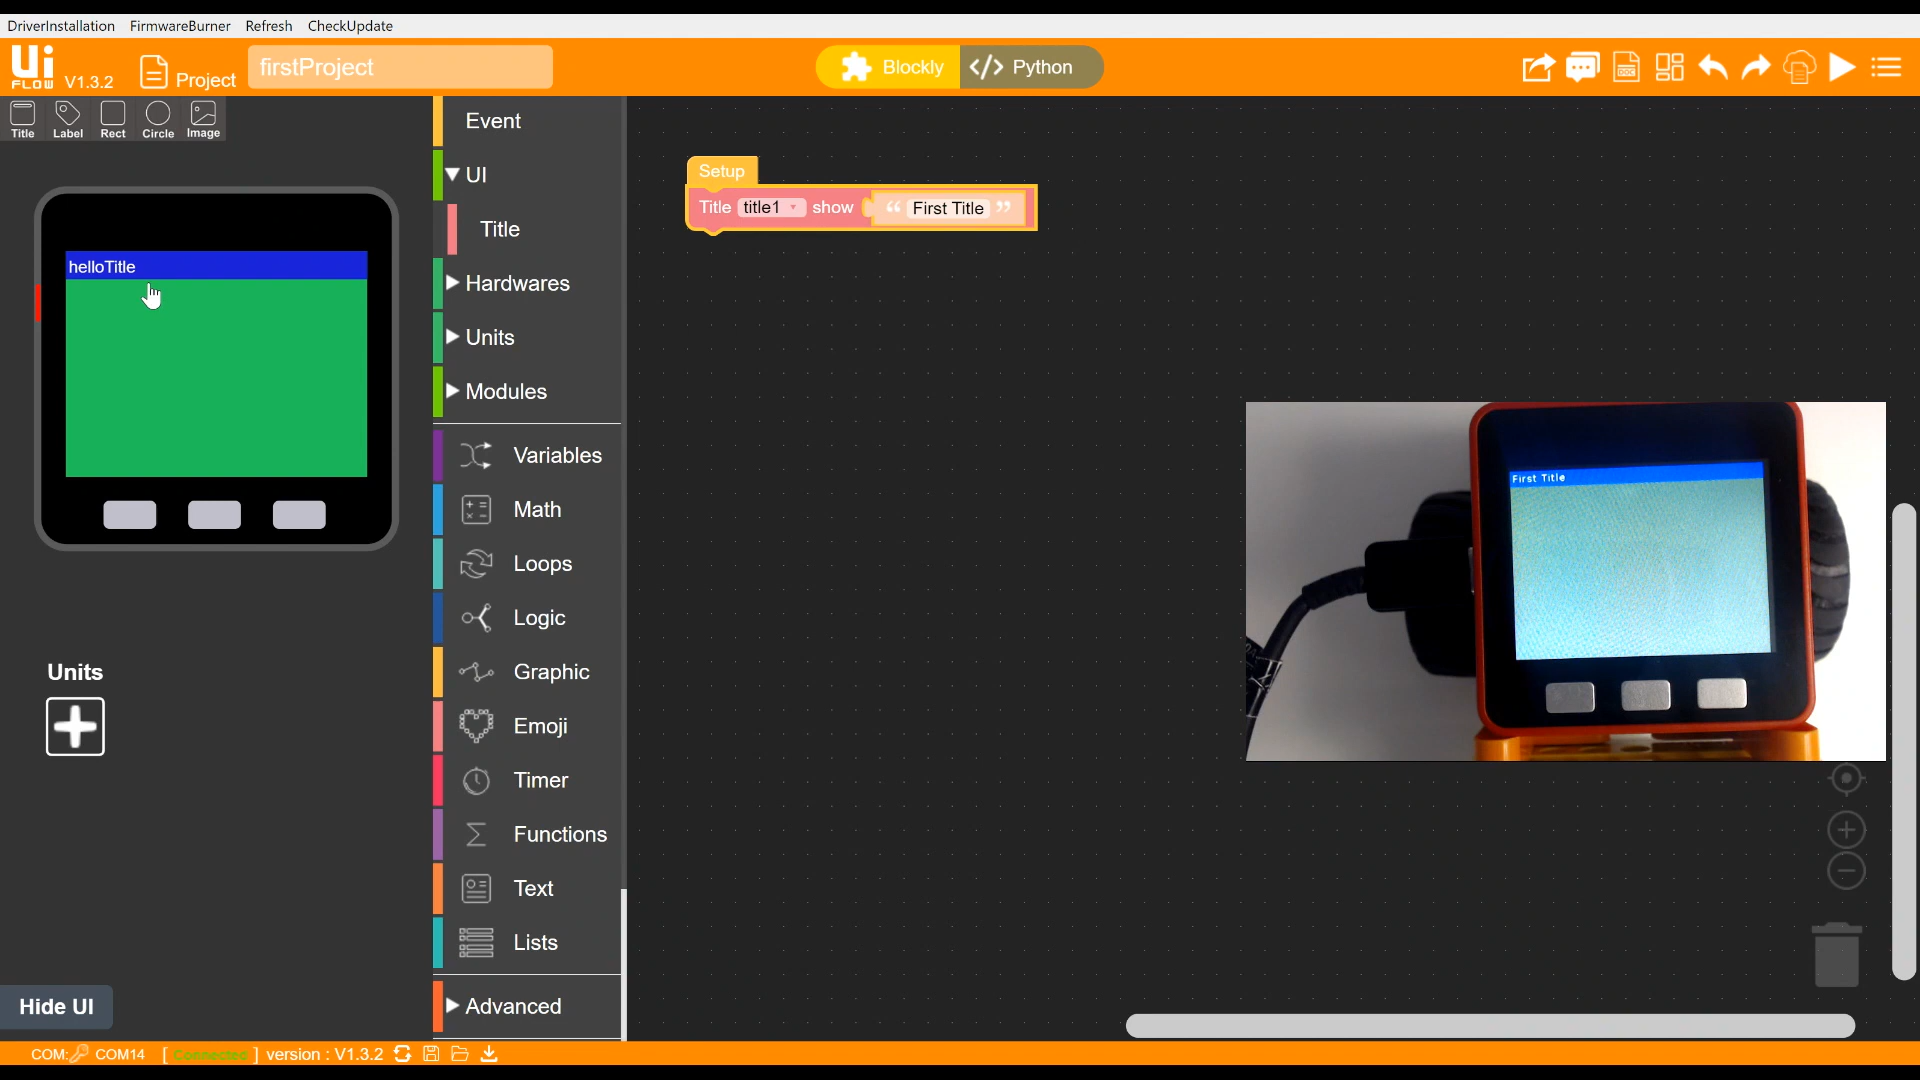 DriverInstallation FirmwareBurner Refresh CheckUpdate
Ui FLOW V1.3.2 Project firstProject Blockly </> Python
Title Label Rect Circle Image
helloTitle
Units
Hide UI
Event
UI
Title
Hardwares
Units
Modules
Variables
Math
Loops
Logic
Graphic
Emoji
Timer
Functions
Text
Lists
Advanced
Setup
Title title1 show “ First Title ”
First Title
COM: COM14 [ Connected ] version : V1.3.2